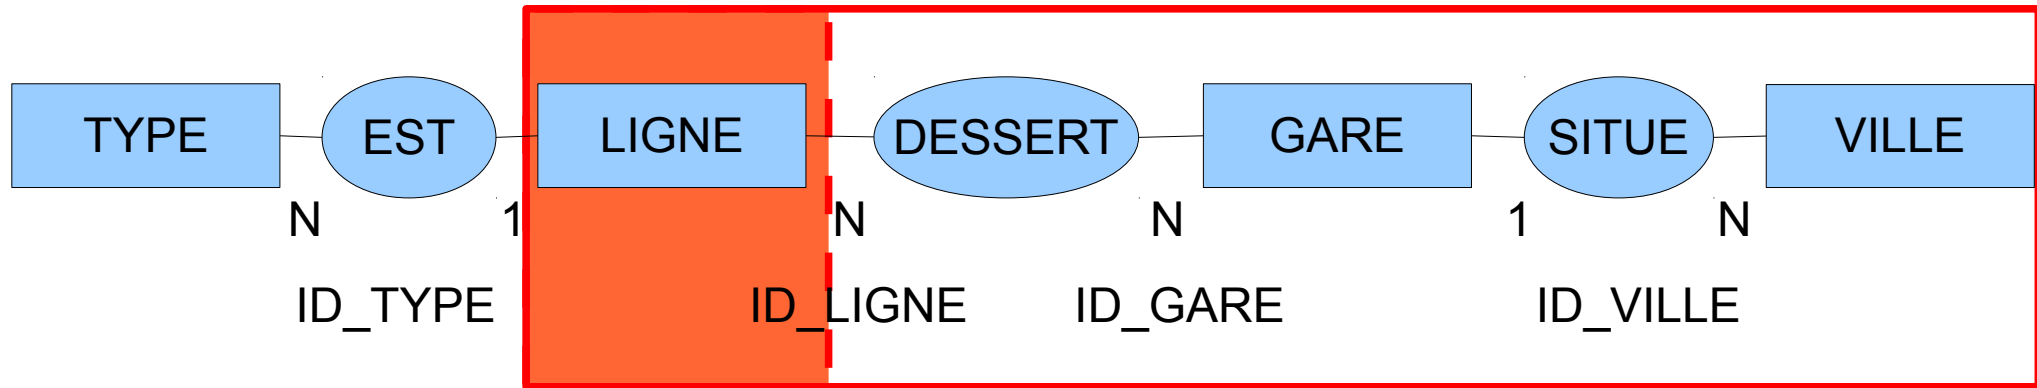 TYPE EST LIGNE DESSERT GARE SITUE VILLE
N 1 N N 1 N
ID_TYPE ID_LIGNE ID_GARE ID_VILLE